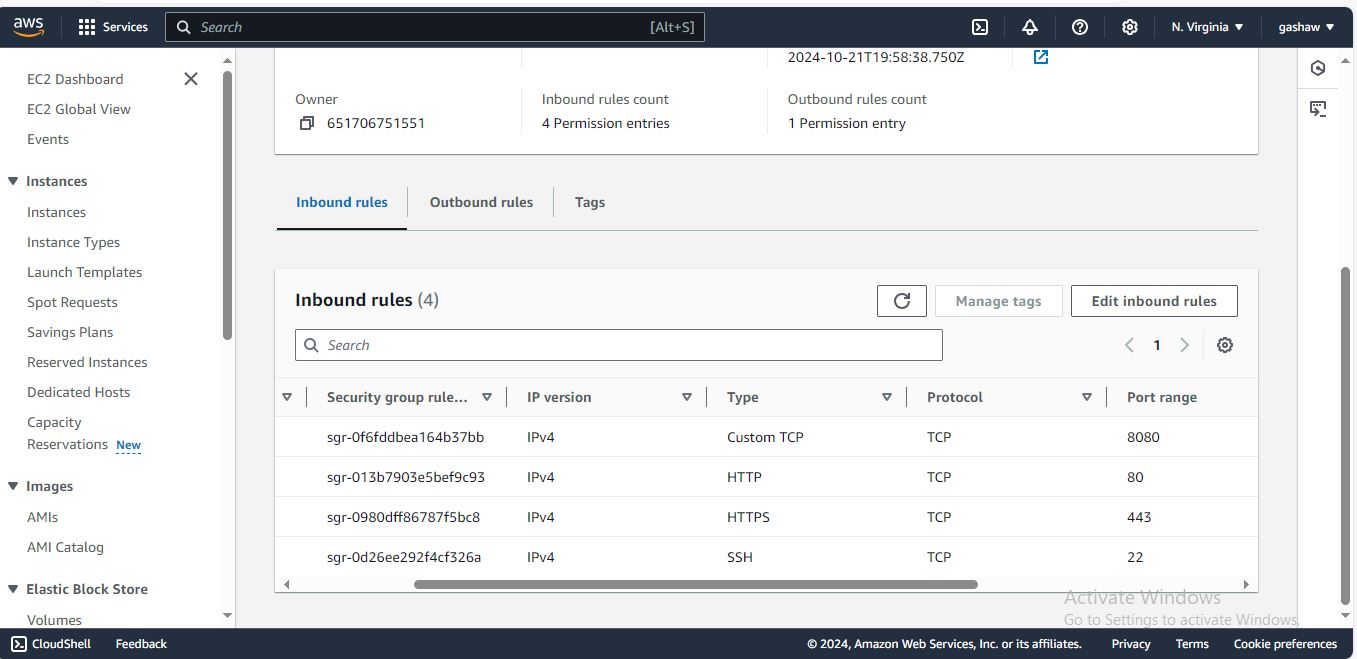 aws Services Search [Alt+S] N. Virginia gashaw
EC2 Dashboard
EC2 Global View
Events
Instances
Instances
Instance Types
Launch Templates
Spot Requests
Savings Plans
Reserved Instances
Dedicated Hosts
Capacity
Reservations New
Images
AMIs
AMI Catalog
Elastic Block Store
Volumes
2024-10-21T19:58:38.750Z
Owner Inbound rules count Outbound rules count
651706751551 4 Permission entries 1 Permission entry
Inbound rules Outbound rules Tags
Inbound rules (4) Manage tags Edit inbound rules
Search 1
Security group rule... IP version Type Protocol Port range
sgr-0f6fddbea164b37bb IPv4 Custom TCP TCP 8080
sgr-013b7903e5bef9c93 IPv4 HTTP TCP 80
sgr-0980dff86787f5bc8 IPv4 HTTPS TCP 443
sgr-0d26ee292f4cf326a IPv4 SSH TCP 22
Activate Windows
Go to Settings to activate Windows.
CloudShell Feedback © 2024, Amazon Web Services, Inc. or its affiliates. Privacy Terms Cookie preferences